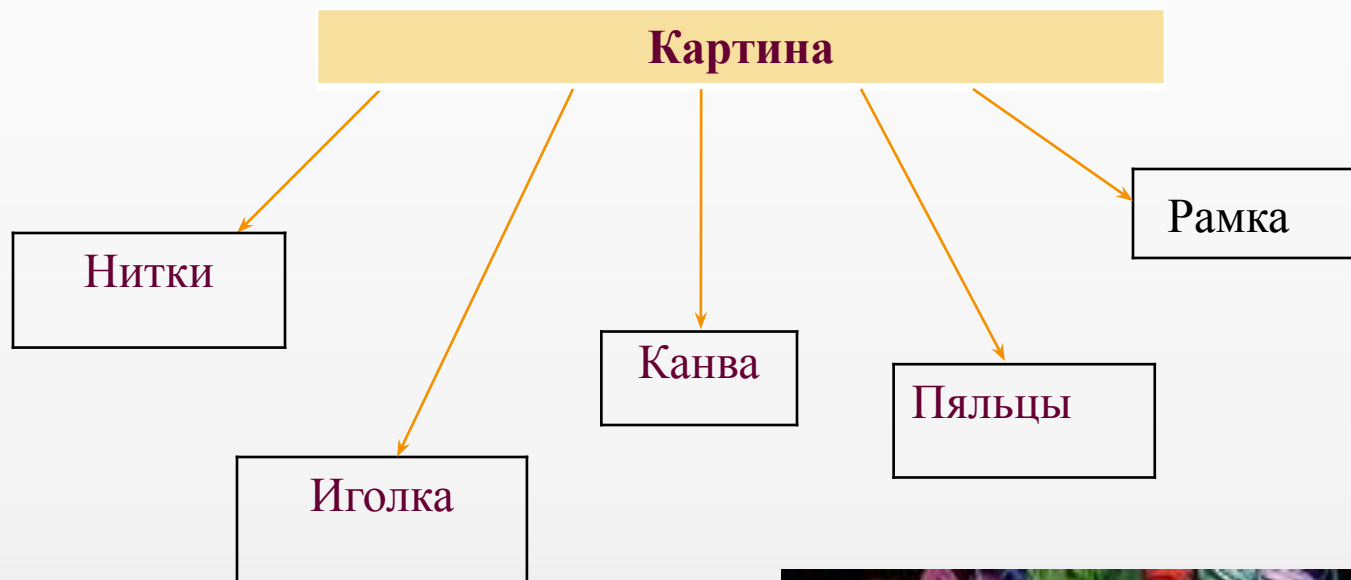 Картина
Рамка
Нитки
Канва
Пяльцы
Иголка